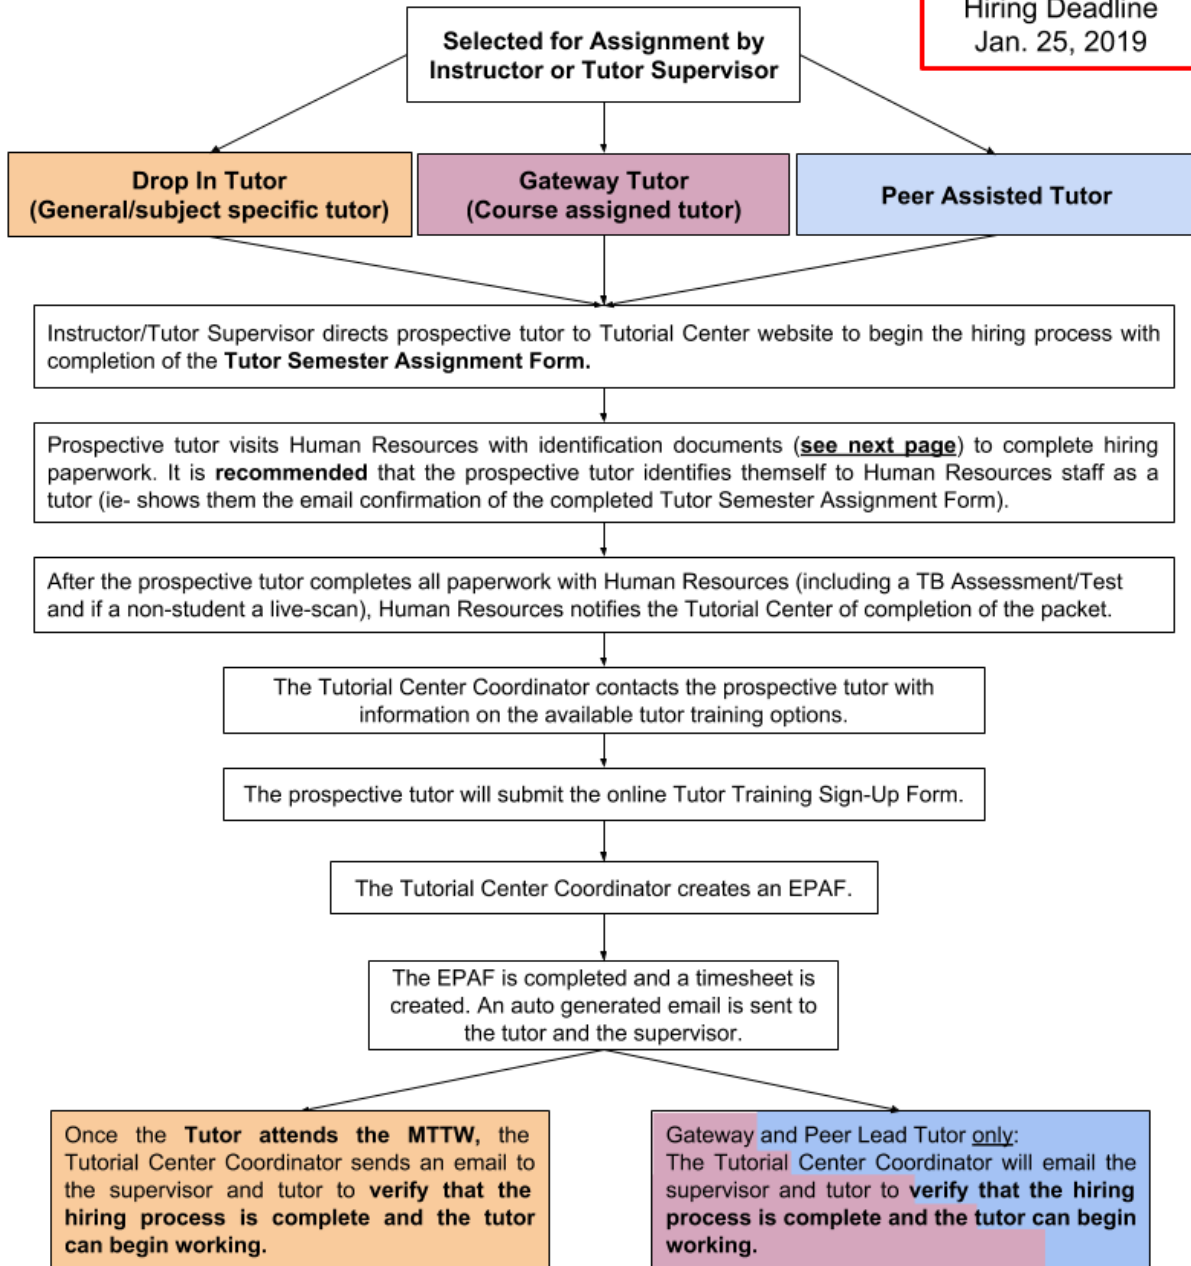 Hiring Deadline
Jan. 25, 2019
Selected for Assignment by
Instructor or Tutor Supervisor
Drop In Tutor
(General/subject specific tutor)
Gateway Tutor
(Course assigned tutor)
Peer Assisted Tutor
Instructor/Tutor Supervisor directs prospective tutor to Tutorial Center website to begin the hiring process with
completion of the Tutor Semester Assignment Form.
Prospective tutor visits Human Resources with identification documents (see next page) to complete hiring
paperwork. It is recommended that the prospective tutor identifies themself to Human Resources staff as a
tutor (ie- shows them the email confirmation of the completed Tutor Semester Assignment Form).
After the prospective tutor completes all paperwork with Human Resources (including a TB Assessment/Test
and if a non-student a live-scan), Human Resources notifies the Tutorial Center of completion of the packet.
The Tutorial Center Coordinator contacts the prospective tutor with
information on the available tutor training options.
The prospective tutor will submit the online Tutor Training Sign-Up Form.
The Tutorial Center Coordinator creates an EPAF.
The EPAF is completed and a timesheet is
created. An auto generated email is sent to
the tutor and the supervisor.
Once the Tutor attends the MTTW, the
Tutorial Center Coordinator sends an email to
the supervisor and tutor to verify that the
hiring process is complete and the tutor
can begin working.
Gateway and Peer Lead Tutor only:
The Tutorial Center Coordinator will email the
supervisor and tutor to verify that the hiring
process is complete and the tutor can begin
working.